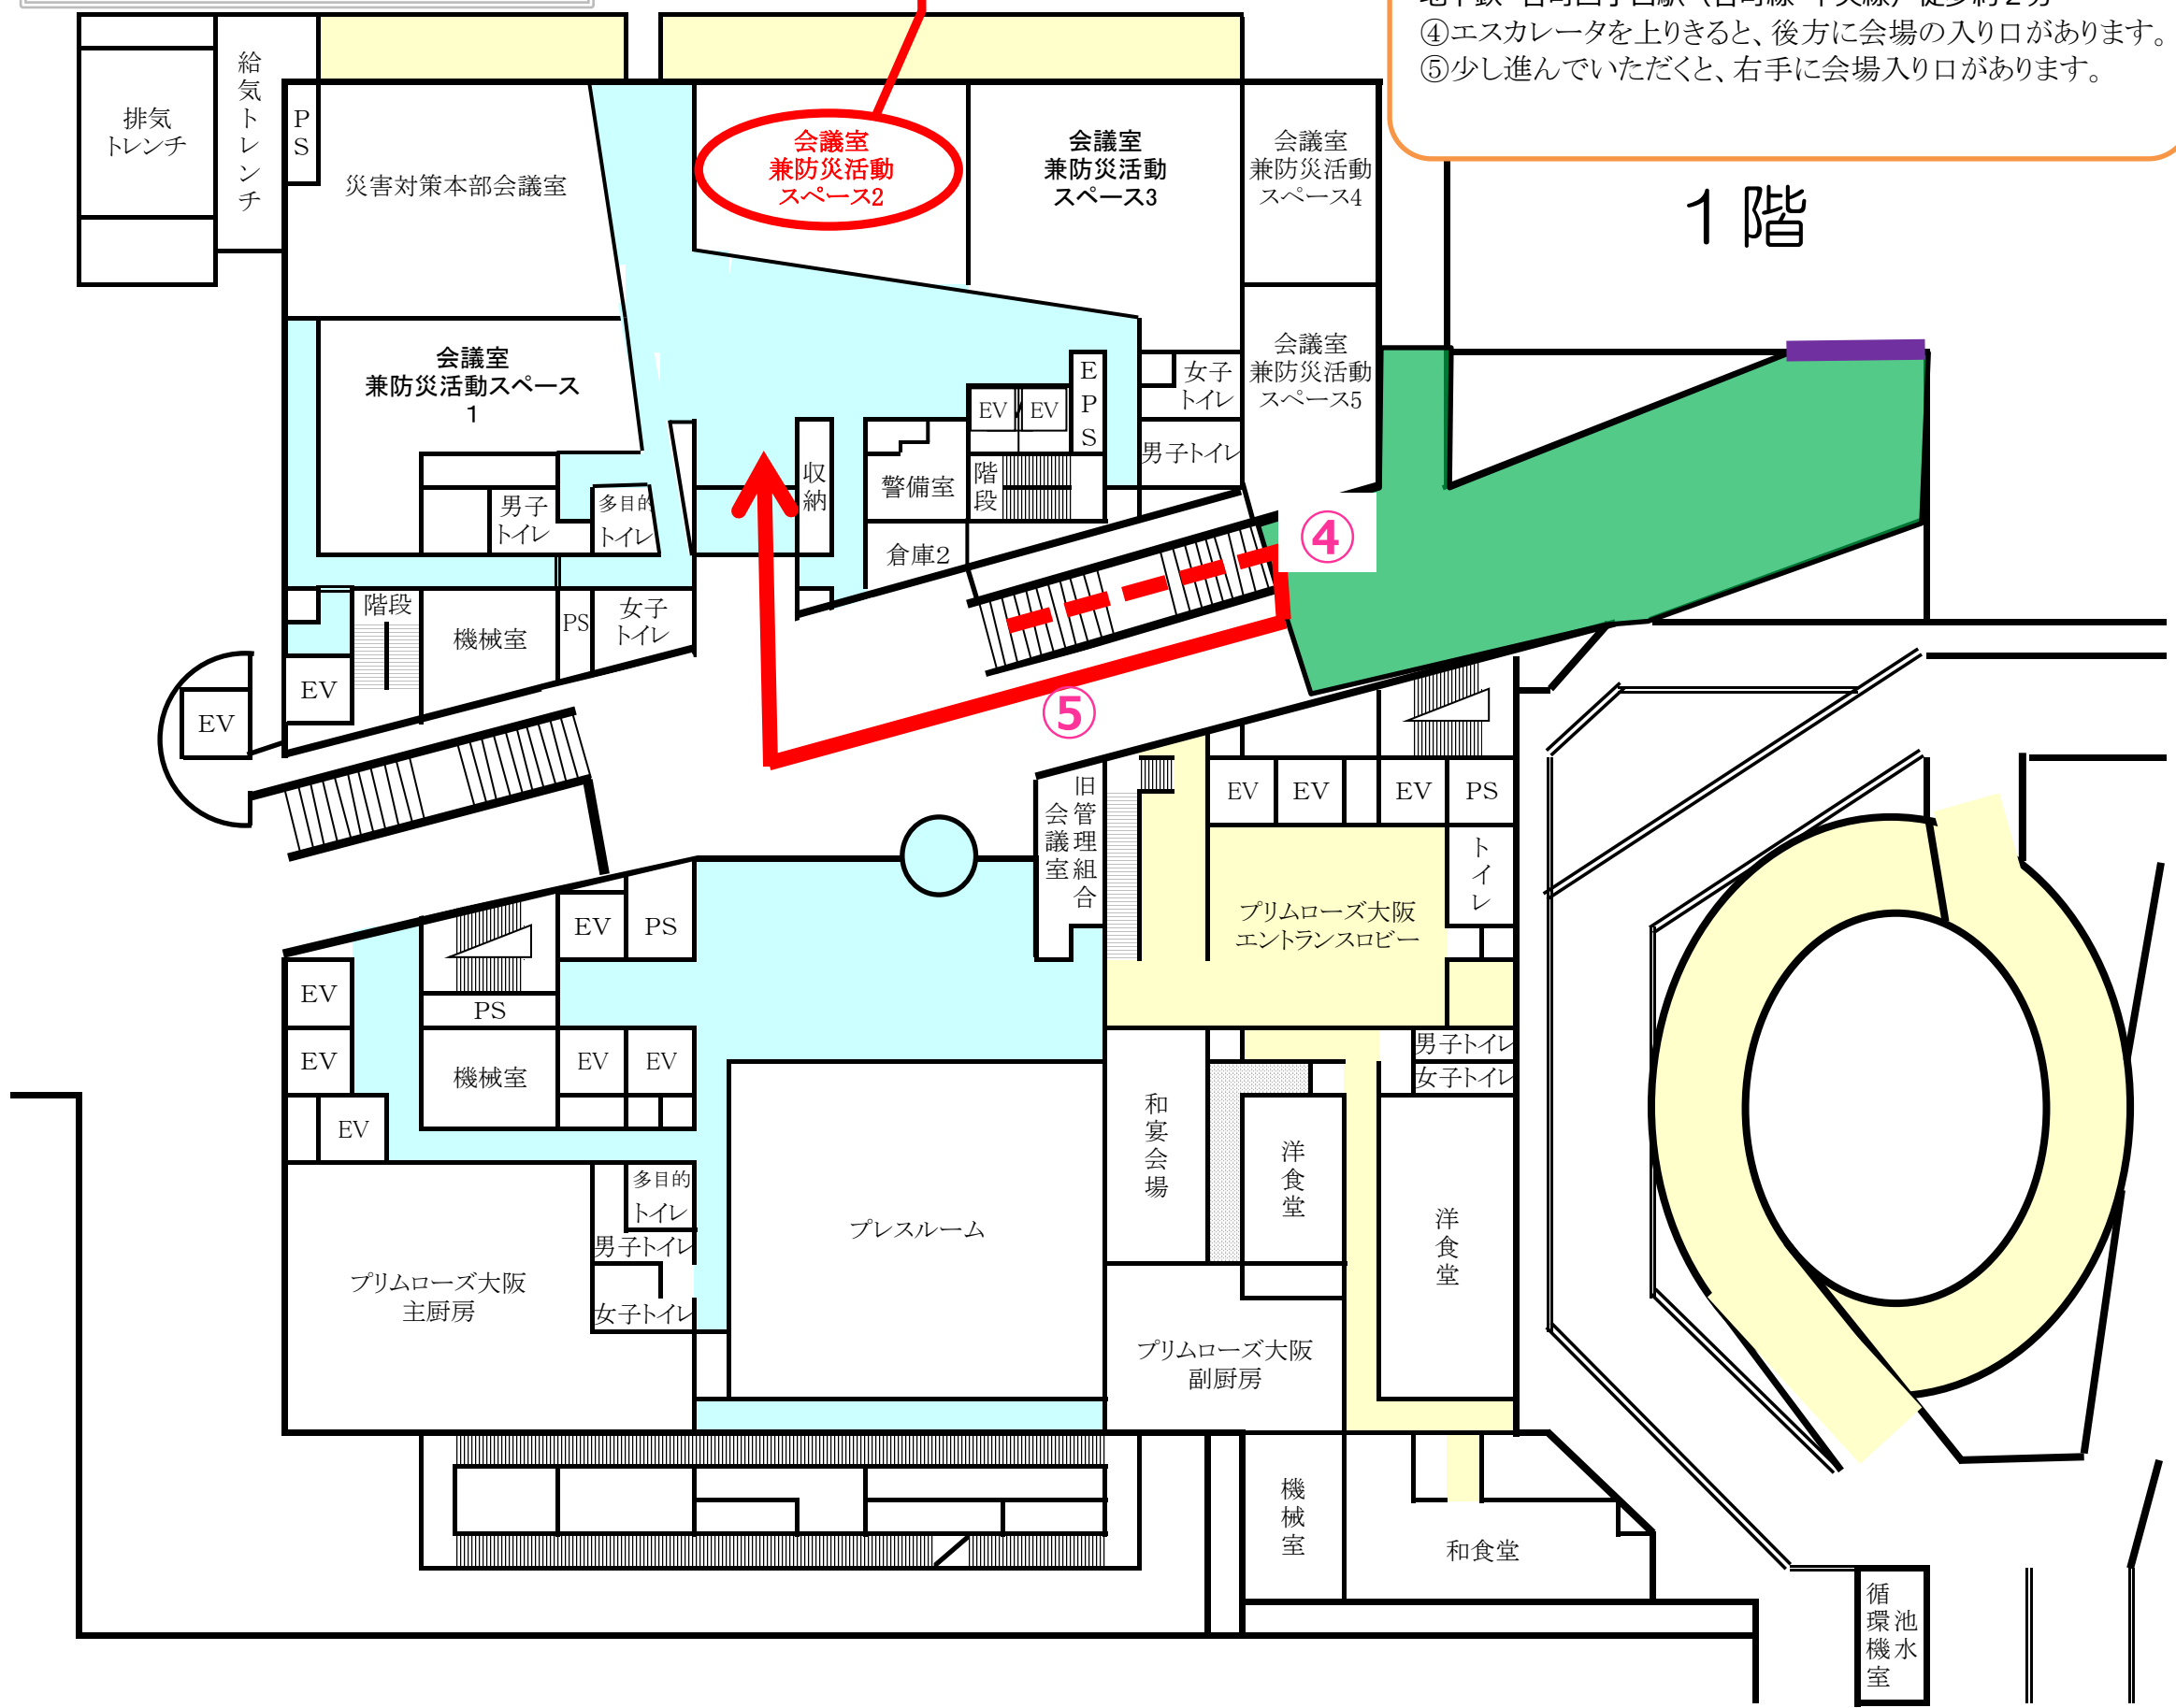 ④エスカレータを上りきると、後方に会場の入り口があります。
⑤少し進んでいただくと、右手に会場入り口があります。
1階
排気
トレンチ
給気トレンチ
PS
災害対策本部会議室
会議室
兼防災活動
スペース2
会議室
兼防災活動
スペース3
会議室
兼防災活動
スペース4
会議室
兼防災活動スペース
1
会議室
兼防災活動
スペース5
EV
EV
EPS
女子
トイレ
男子トイレ
収納
警備室
階段
男子
トイレ
多目的
トイレ
倉庫2
④
階段
機械室
PS
女子
トイレ
EV
EV
⑤
旧管理組合
会議室
EV
EV
EV
PS
トイレ
プリムローズ大阪
エントランスロビー
EV
PS
EV
PS
EV
機械室
EV
EV
EV
男子トイレ
女子トイレ
和宴会場
洋食堂
洋食堂
多目的
トイレ
男子トイレ
女子トイレ
プレスルーム
プリムローズ大阪
主厨房
プリムローズ大阪
副厨房
機械室
和食堂
池水
循環機室